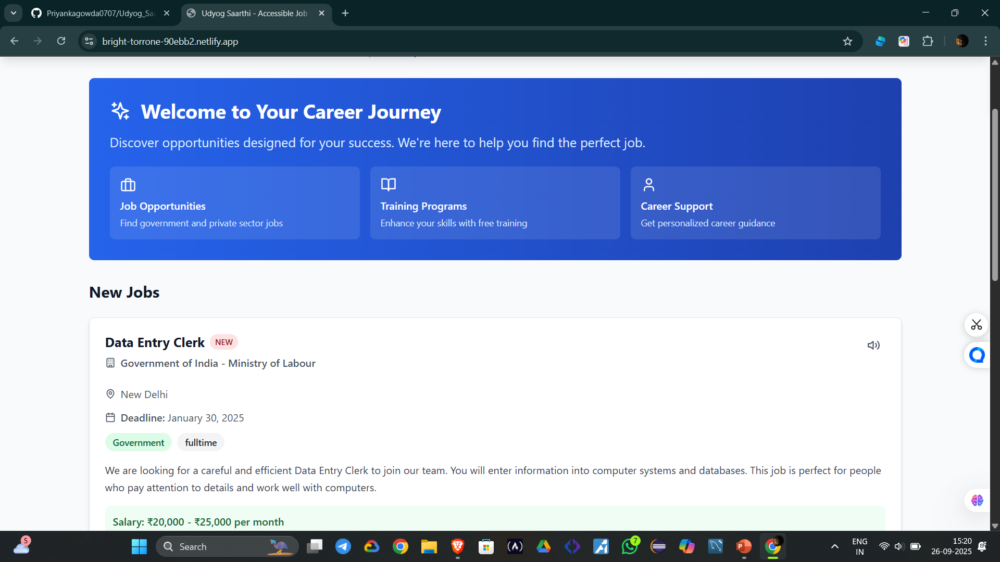 Priyankagowda0707/Udyog_Sa
Udyog Saarthi - Accessible Job
bright-torrone-90ebb2.netlify.app
Welcome to Your Career Journey
Discover opportunities designed for your success. We're here to help you find the perfect job.
Job Opportunities
Find government and private sector jobs
Training Programs
Enhance your skills with free training
Career Support
Get personalized career guidance
New Jobs
Data Entry Clerk NEW
Government of India - Ministry of Labour
New Delhi
Deadline: January 30, 2025
Government fulltime
We are looking for a careful and efficient Data Entry Clerk to join our team. You will enter information into computer systems and databases. This job is perfect for people
who pay attention to details and work well with computers.
Salary: ₹20,000 - ₹25,000 per month
5
Search
7
ENG
IN
15:20
26-09-2025